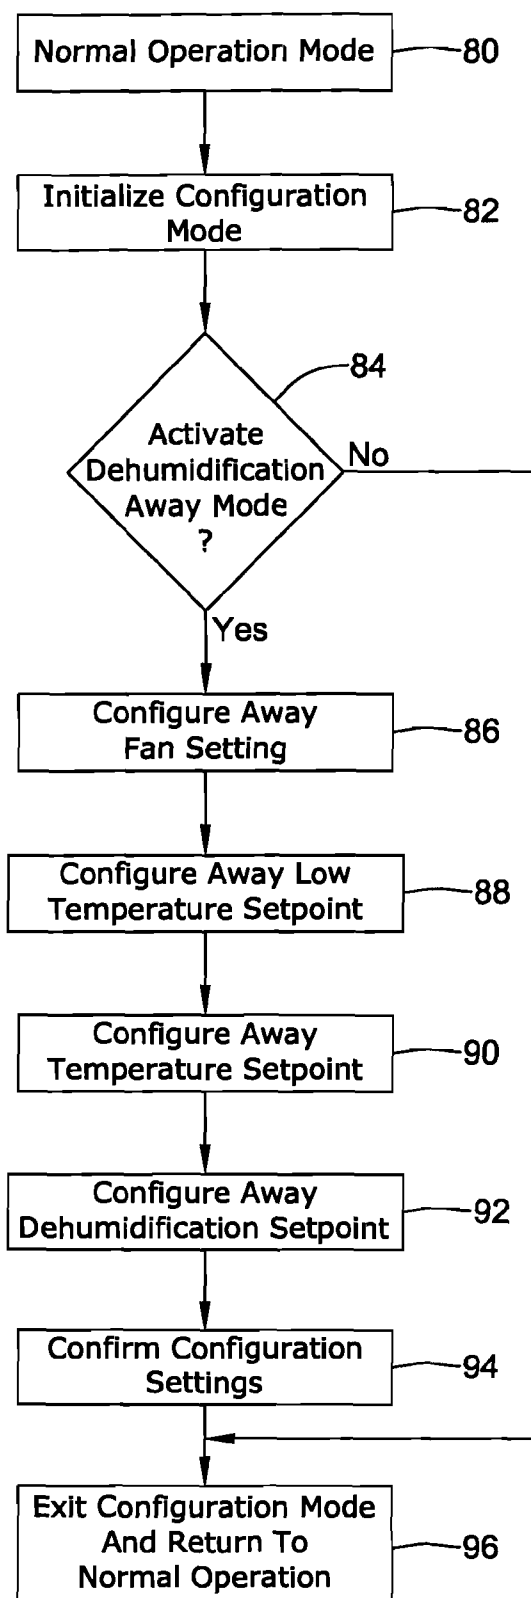 Normal Operation Mode
80
Initialize Configuration
Mode
82
84
Activate
Dehumidification
Away Mode
?
No
Yes
Configure Away
Fan Setting
86
Configure Away Low
Temperature Setpoint
88
Configure Away
Temperature Setpoint
90
Configure Away
Dehumidification Setpoint
92
Confirm Configuration
Settings
94
Exit Configuration Mode
And Return To
Normal Operation
96